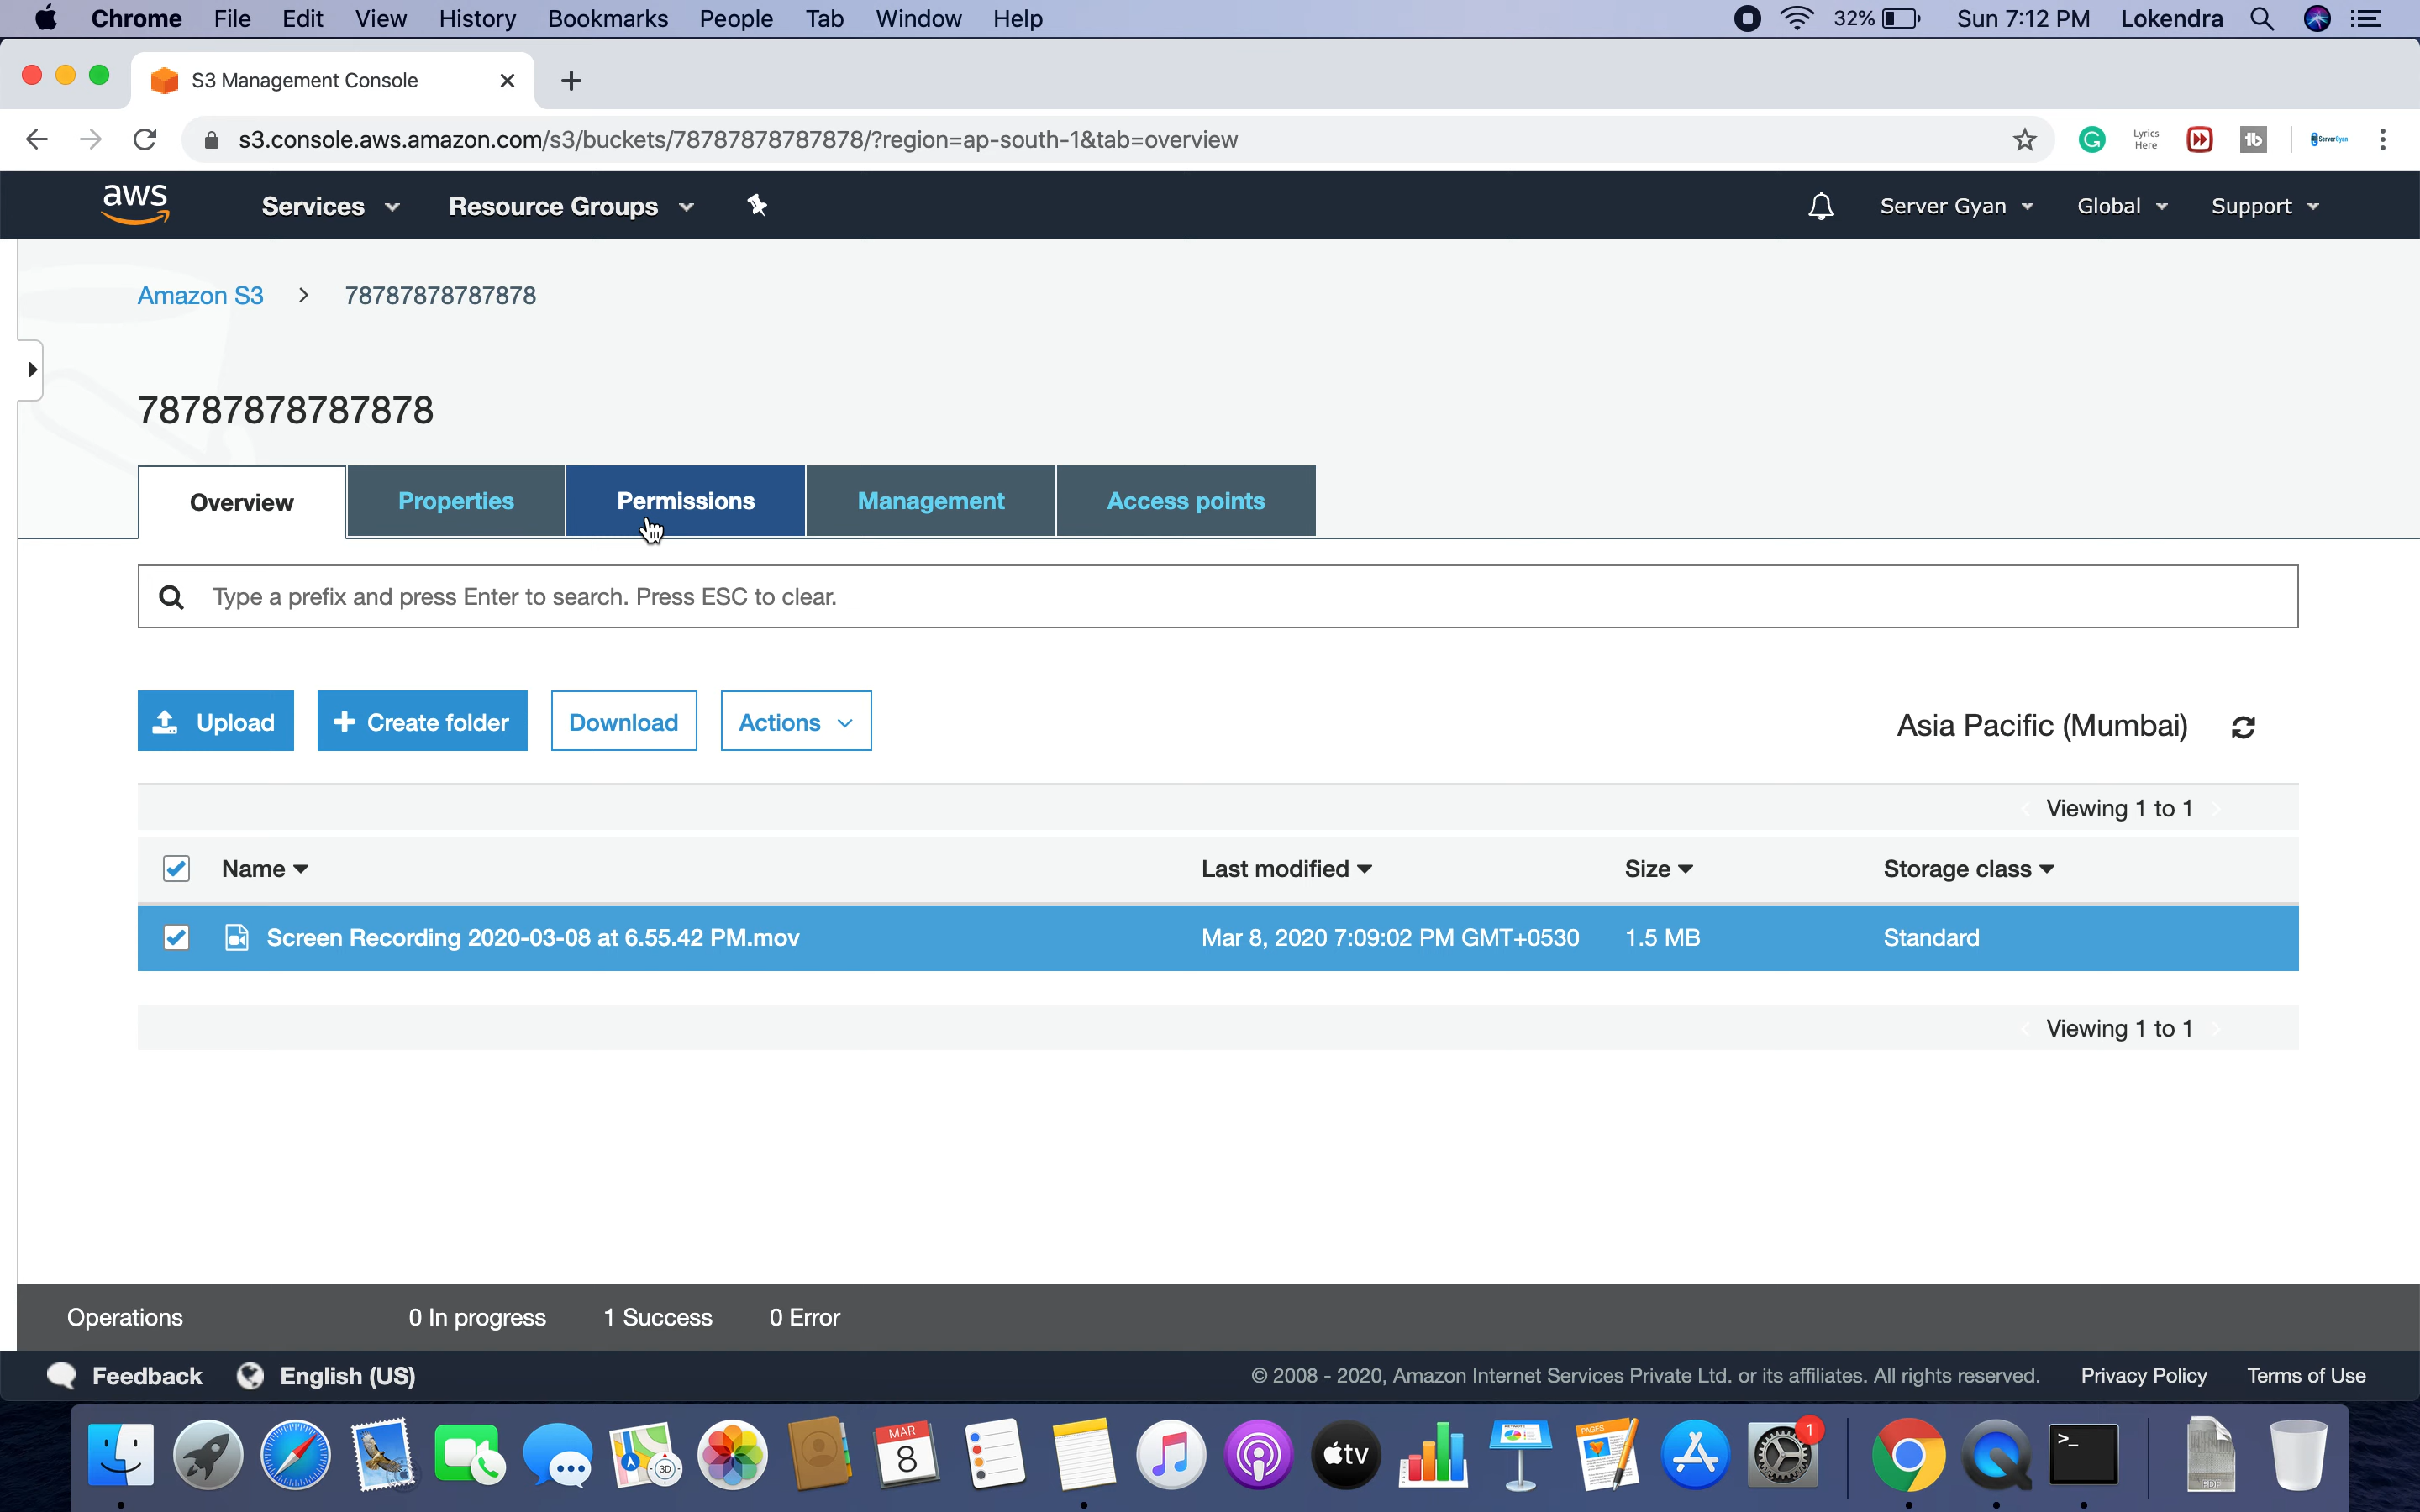 Chrome File Edit View History Bookmarks People Tab Window Help 32% Sun 7:12 PM Lokendra
S3 Management Console
s3.console.aws.amazon.com/s3/buckets/78787878787878/?region=ap-south-1&tab=overview
Lyrics Here
tb
ServerGyan
aws Services Resource Groups Server Gyan Global Support
Amazon S3 > 78787878787878
78787878787878
Overview Properties Permissions Management Access points
Type a prefix and press Enter to search. Press ESC to clear.
Upload + Create folder Download Actions Asia Pacific (Mumbai)
Viewing 1 to 1
Name Last modified Size Storage class
Screen Recording 2020-03-08 at 6.55.42 PM.mov Mar 8, 2020 7:09:02 PM GMT+0530 1.5 MB Standard
Viewing 1 to 1
Operations 0 In progress 1 Success 0 Error
Feedback English (US) © 2008 - 2020, Amazon Internet Services Private Ltd. or its affiliates. All rights reserved. Privacy Policy Terms of Use
3D
MAR
8
KEYNOTE
tv
PAGES
1
>_
PDF